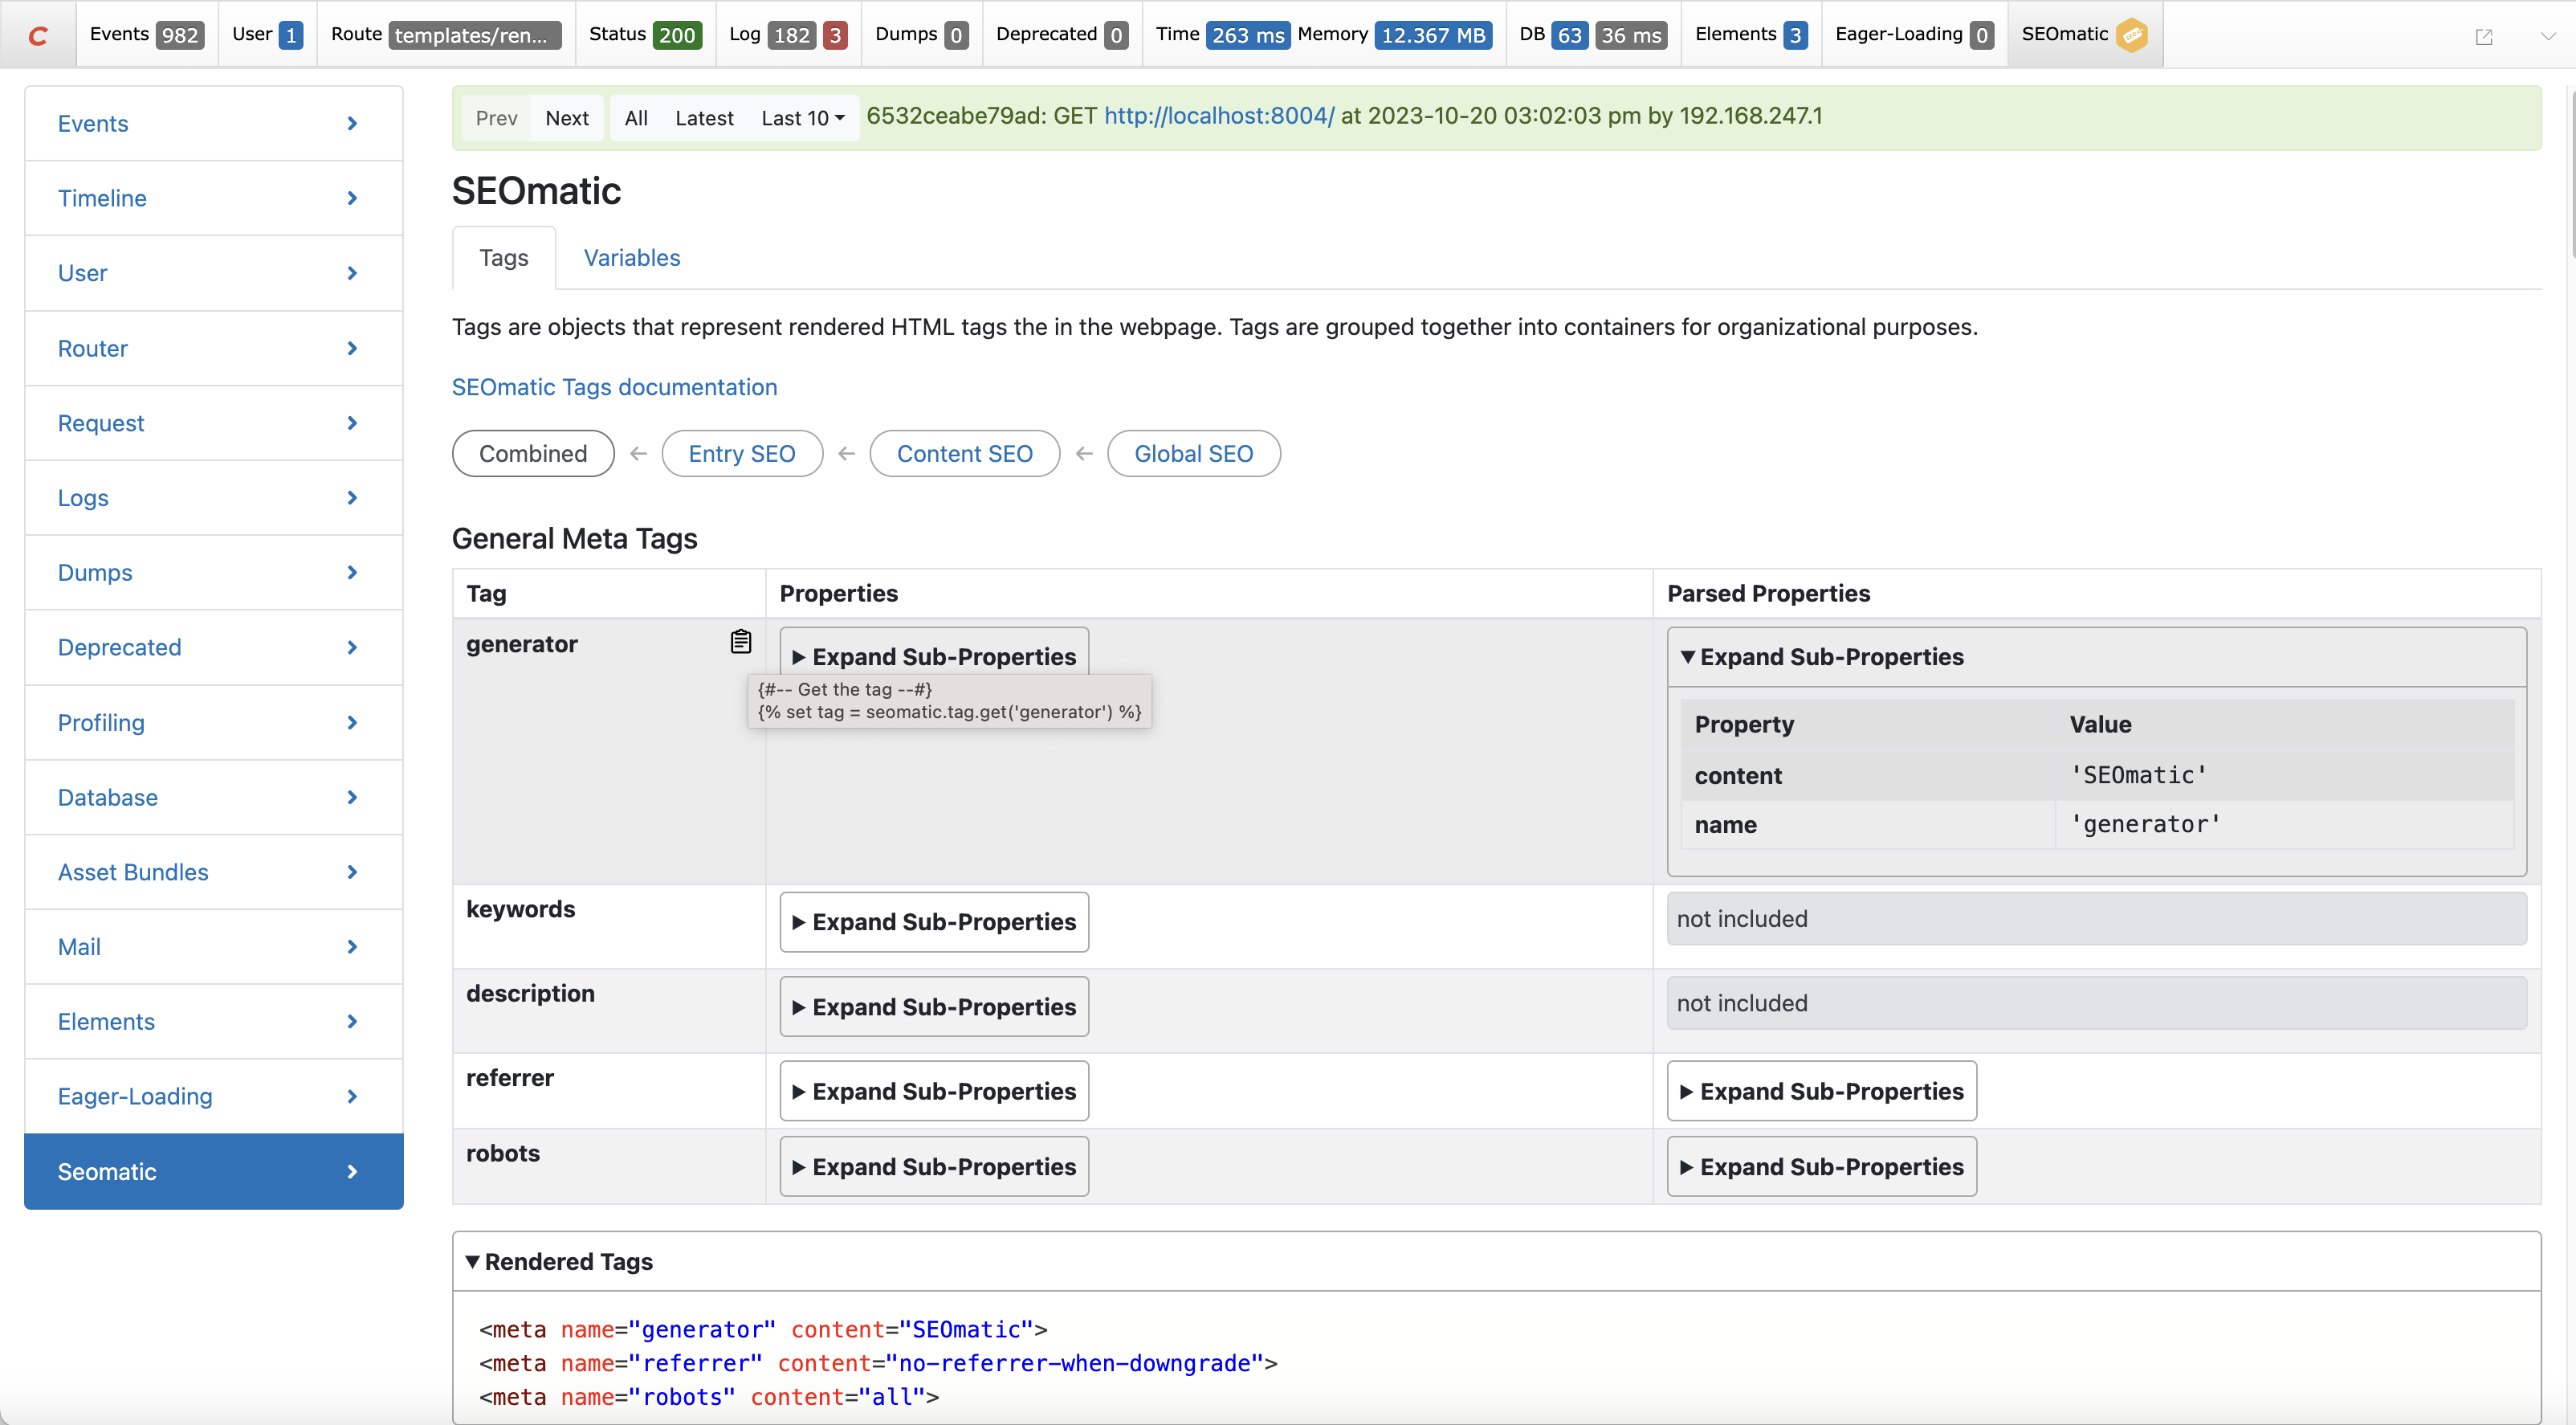 Events 982 User 1 Route templates/ren... Status 200 Log 182 3 Dumps 0 Deprecated 0 Time 263 ms Memory 12.367 MB DB 63 36 ms Elements 3 Eager-Loading 0 SEOmatic
Events
Timeline
User
Router
Request
Logs
Dumps
Deprecated
Profiling
Database
Asset Bundles
Mail
Elements
Eager-Loading
Seomatic
Prev Next All Latest Last 10 6532ceabe79ad: GET http://localhost:8004/ at 2023-10-20 03:02:03 pm by 192.168.247.1
SEOmatic
Tags Variables
Tags are objects that represent rendered HTML tags the in the webpage. Tags are grouped together into containers for organizational purposes.
SEOmatic Tags documentation
Combined ← Entry SEO ← Content SEO ← Global SEO
General Meta Tags
Tag Properties Parsed Properties
generator Expand Sub-Properties Expand Sub-Properties
{#-- Get the tag --#}
{% set tag = seomatic.tag.get('generator') %}
Property Value
content 'SEOmatic'
name 'generator'
keywords Expand Sub-Properties not included
description Expand Sub-Properties not included
referrer Expand Sub-Properties Expand Sub-Properties
robots Expand Sub-Properties Expand Sub-Properties
Rendered Tags
<meta name="generator" content="SEOmatic">
<meta name="referrer" content="no-referrer-when-downgrade">
<meta name="robots" content="all">